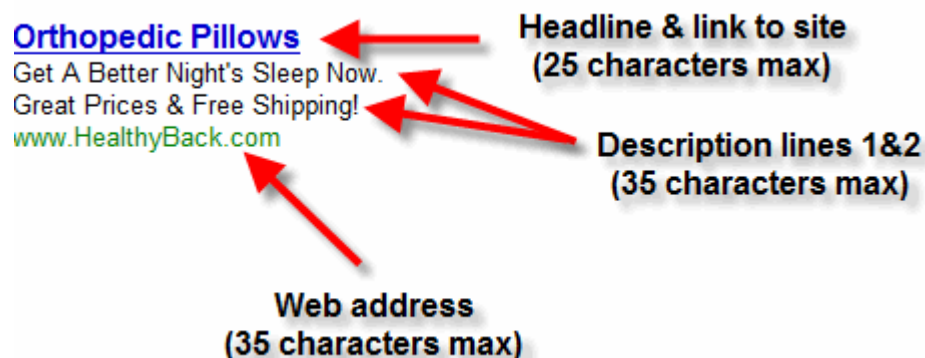 Orthopedic Pillows
Get A Better Night's Sleep Now.
Great Prices & Free Shipping!
www.HealthyBack.com
Headline & link to site
(25 characters max)
Description lines 1&2
(35 characters max)
Web address
(35 characters max)